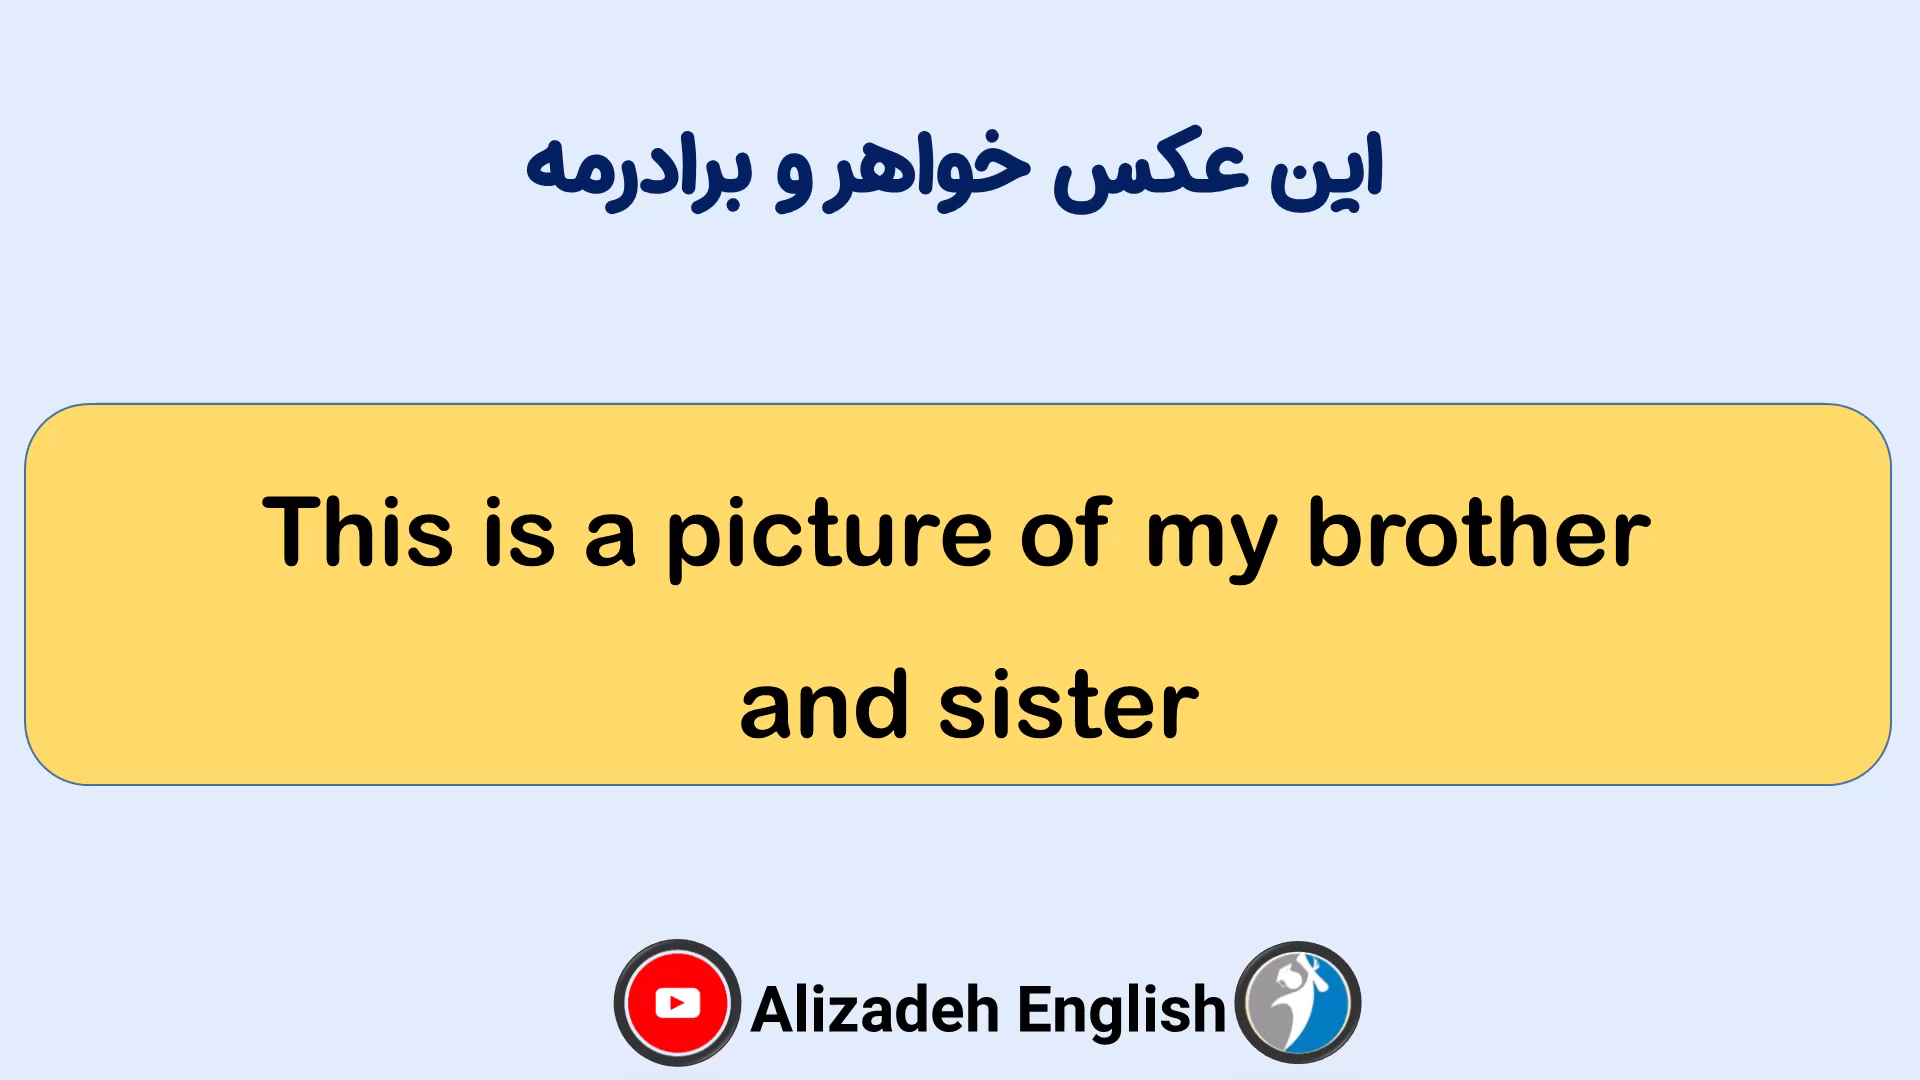 این عکس خواهر و برادرمه
This is a picture of my brother
and sister
Alizadeh English